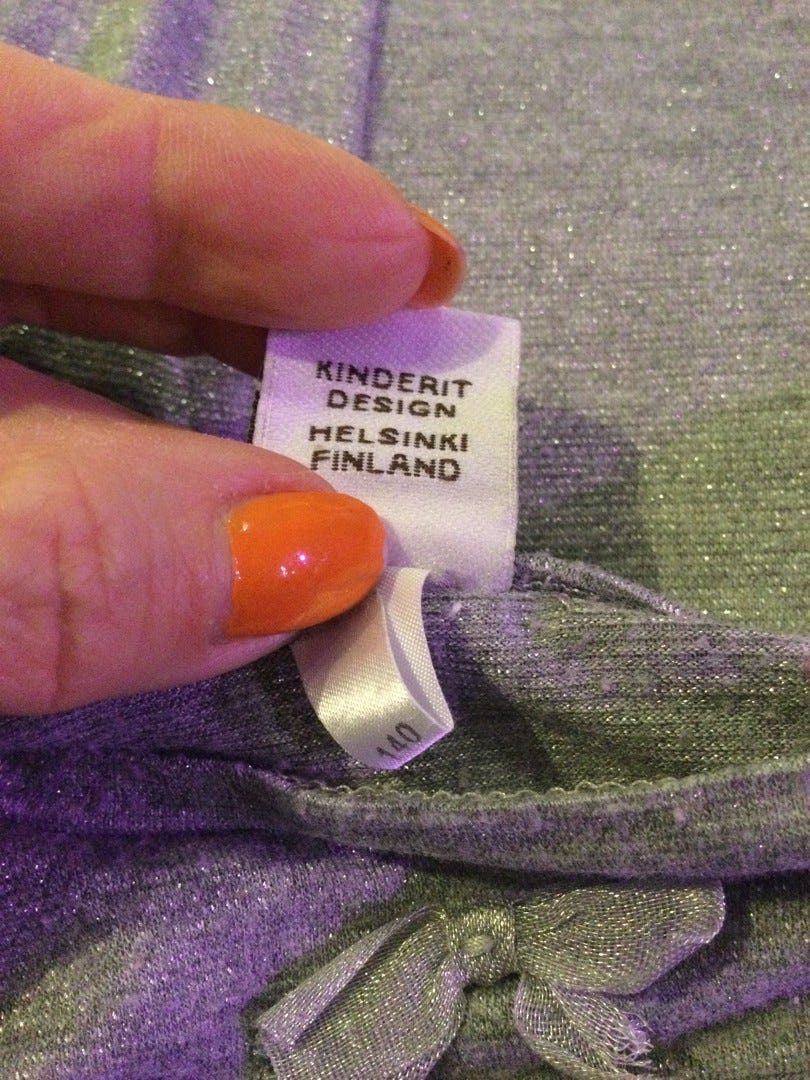 KINDERIT
DESIGN
HELSINKI
FINLAND
140